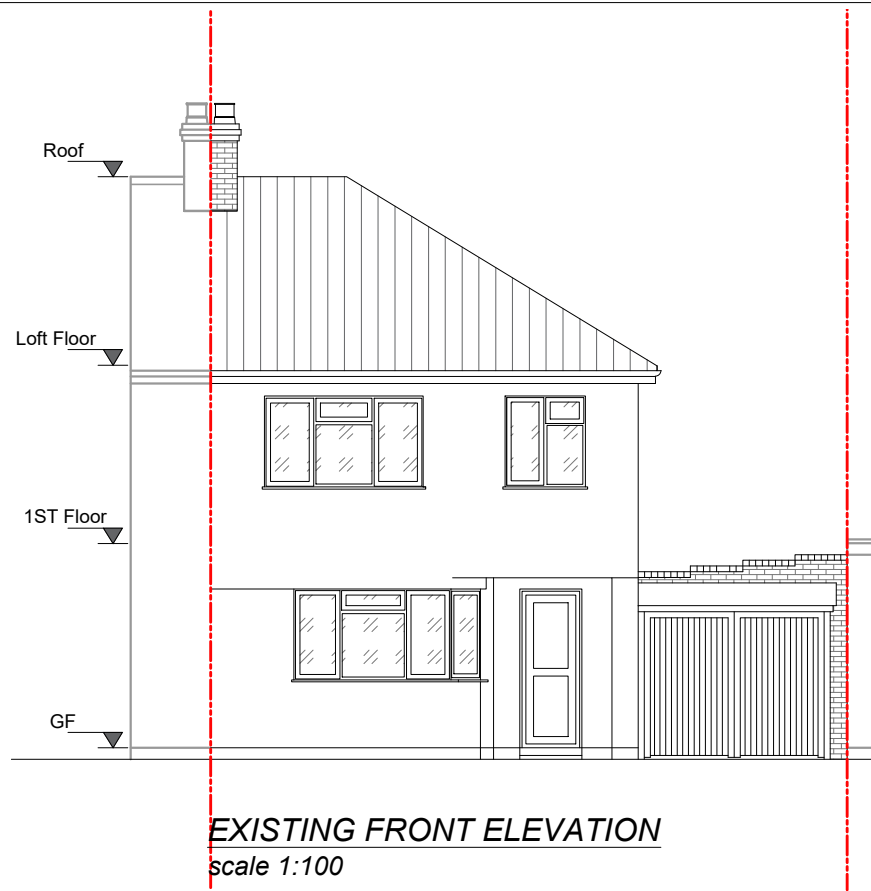 Roof
Loft Floor
1ST Floor
GF
EXISTING FRONT ELEVATION
scale 1:100